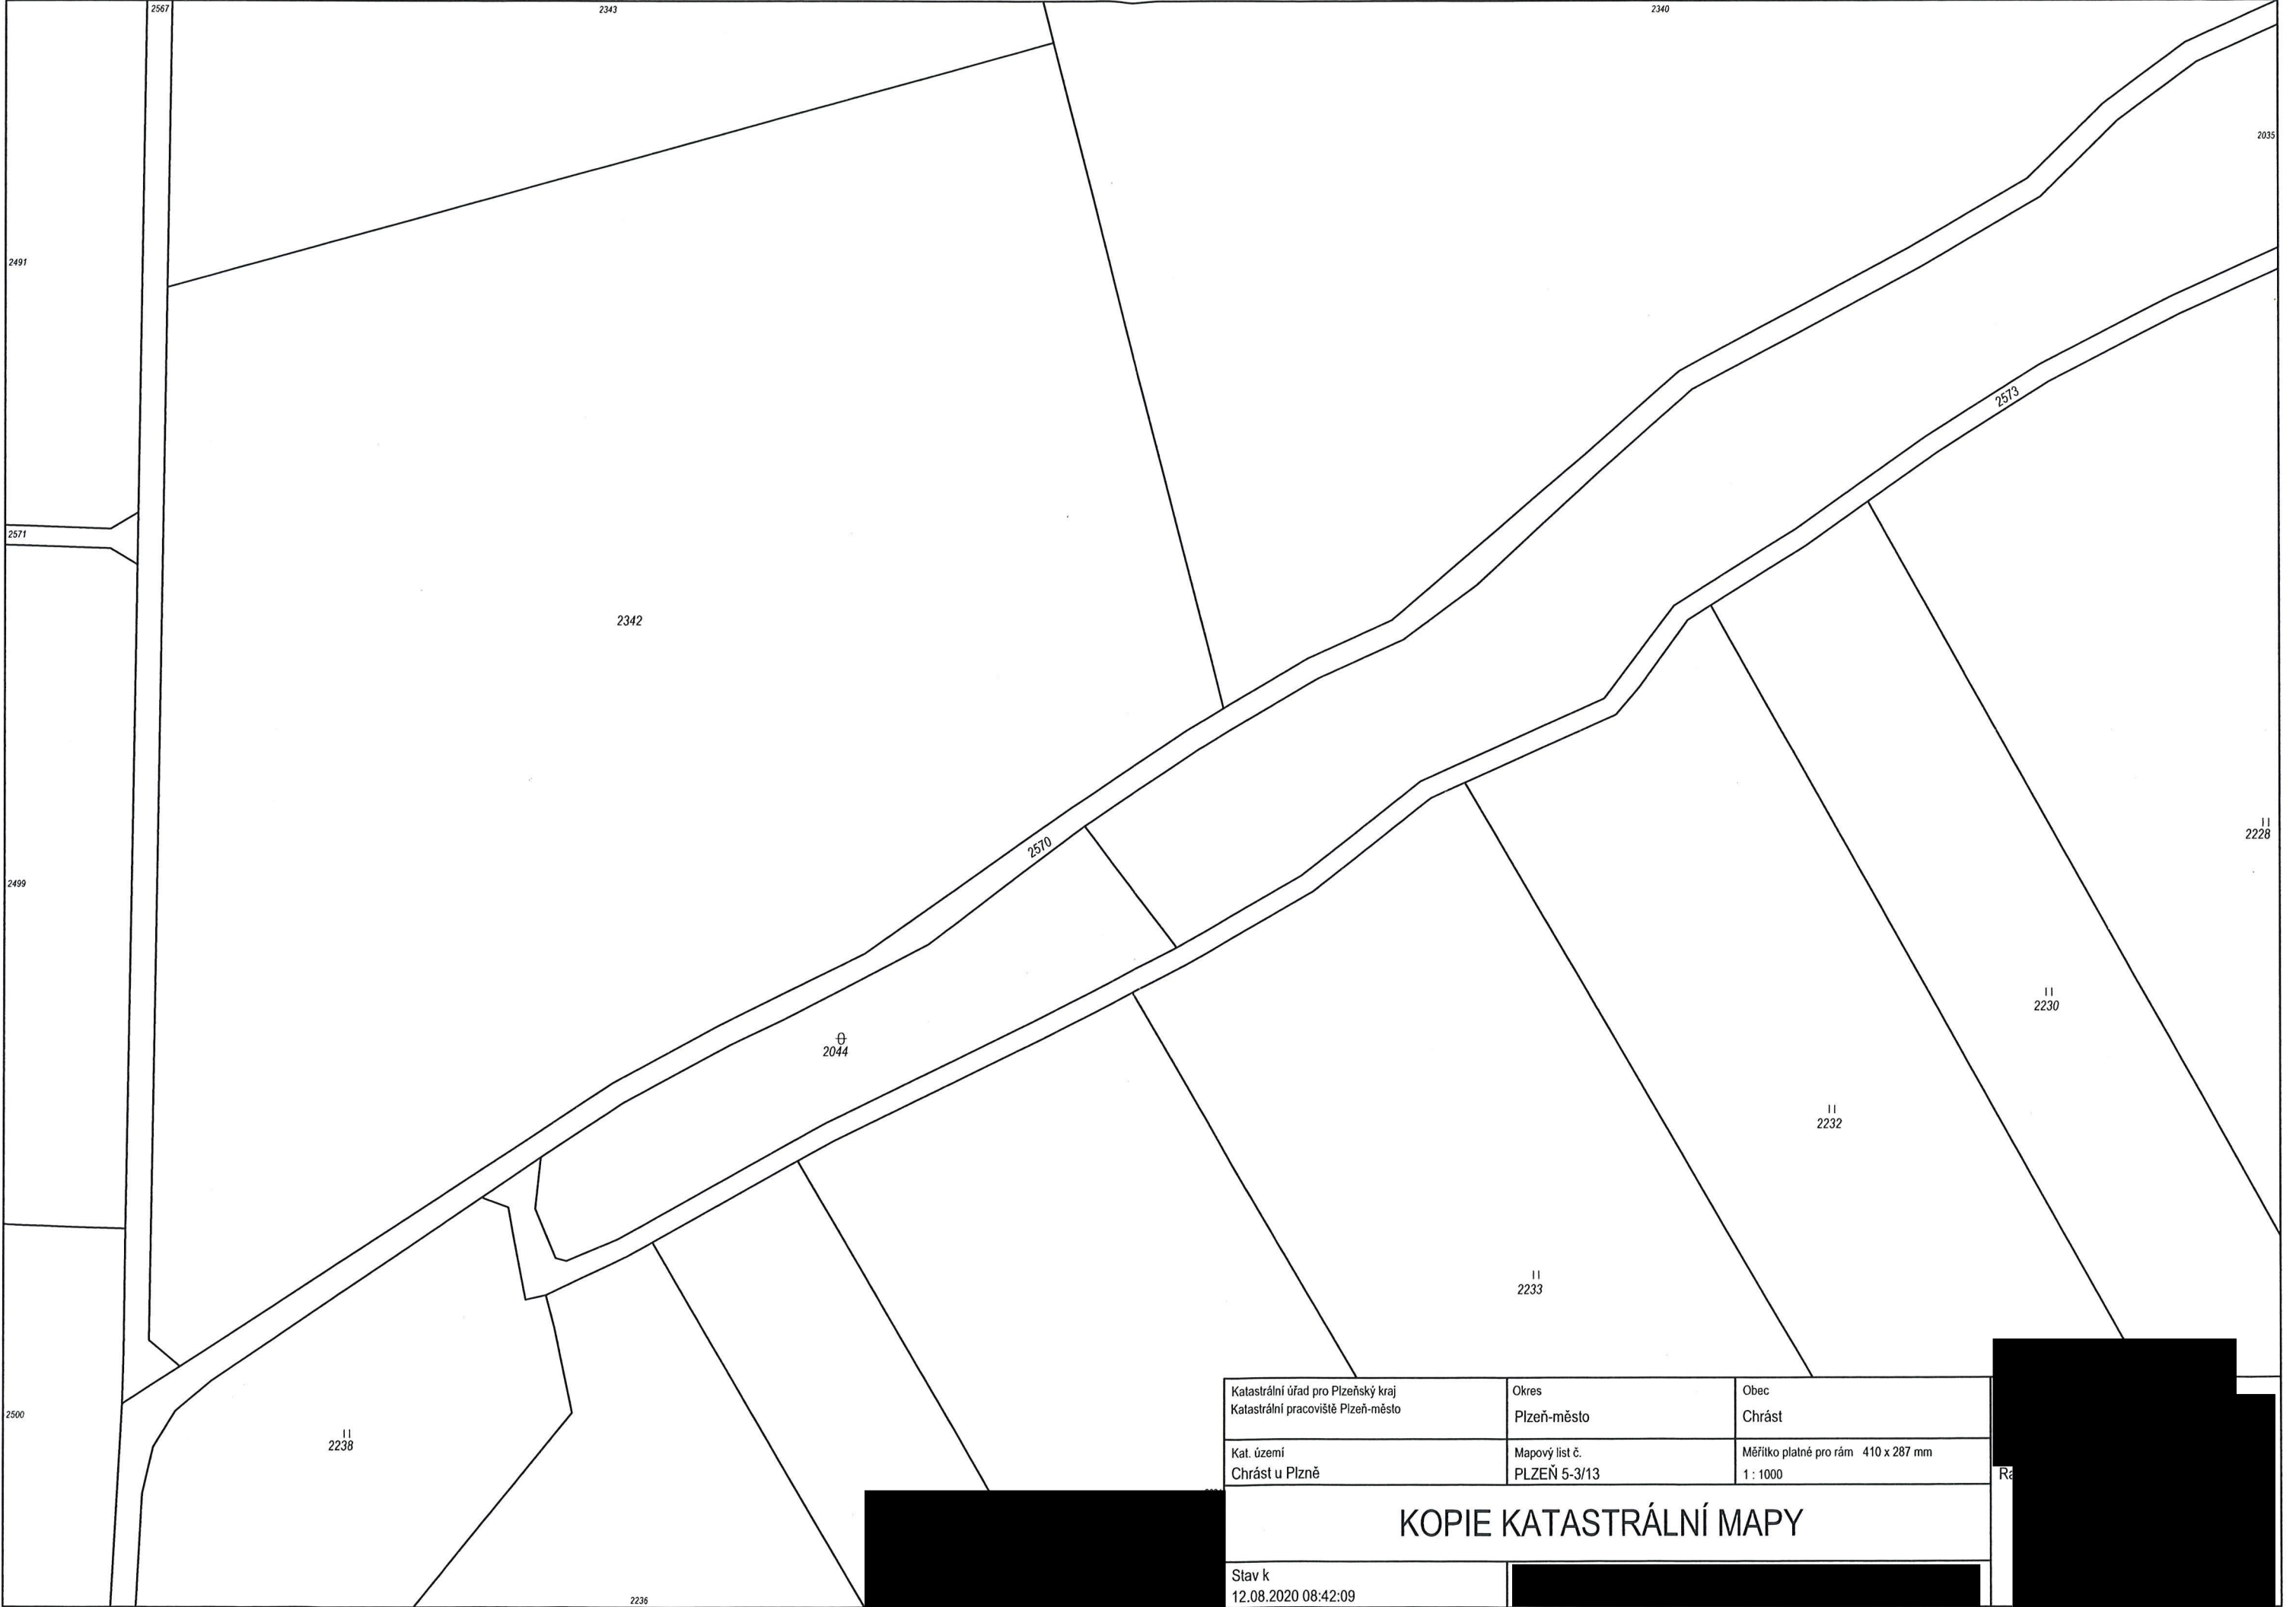 2567
2343
2340
2035
2491
2573
2571
2342
2228
2570
2499
2230
2044
2232
2233
2500
2238
2236
Katastrální úřad pro Plzeňský kraj
Katastrální pracoviště Plzeň-město
Okres
Plzeň-město
Obec
Chrást
Kat. území
Chrást u Plzně
Mapový list č.
PLZEŇ 5-3/13
Měřítko platné pro rám 410 x 287 mm
1 : 1000
KOPIE KATASTRÁLNÍ MAPY
Stav k
12.08.2020 08:42:09